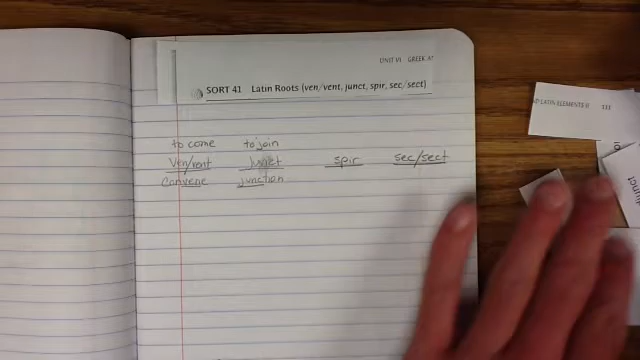 UNIT VI GREEK A
SORT 41 Latin Roots (ven/vent, junct, spir, sec/sect)
to come to join
Ven/vent junct spir sec/sect
Convene junction
LATIN ELEMENTS II